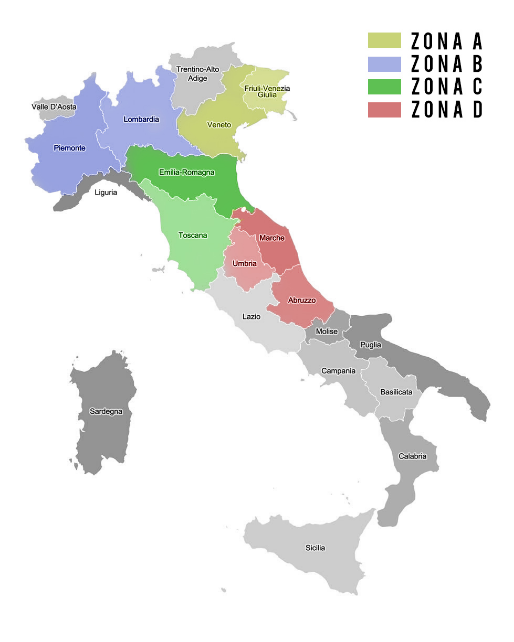 ZONA A
ZONA B
ZONA C
ZONA D
Trentino-Alto
Adige
Friuli-Venezia
Giulia
Valle D'Aosta
Lombardia
Veneto
Piemonte
Emilia-Romagna
Liguria
Toscana
Marche
Umbria
Abruzzo
Lazio
Molise
Puglia
Campania
Basilicata
Sardegna
Calabria
Sicilia